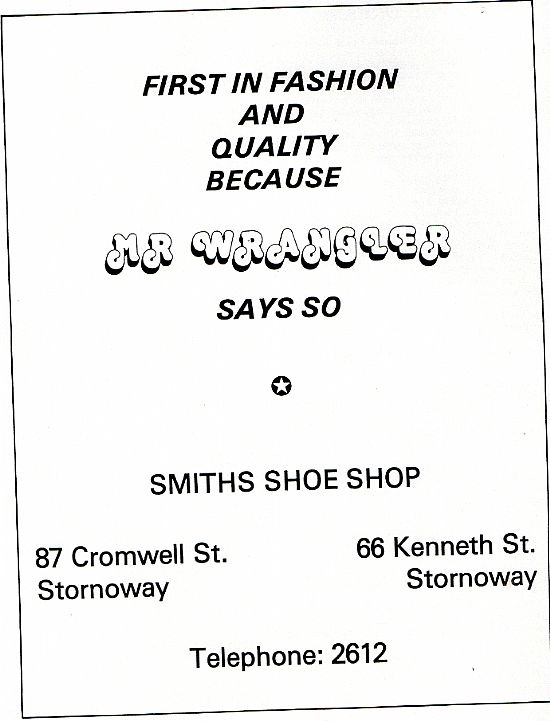 FIRST IN FASHION
AND
QUALITY
BECAUSE
MR WRANGLER
SAYS SO
SMITHS SHOE SHOP
87 Cromwell St.
Stornoway
66 Kenneth St.
Stornoway
Telephone: 2612